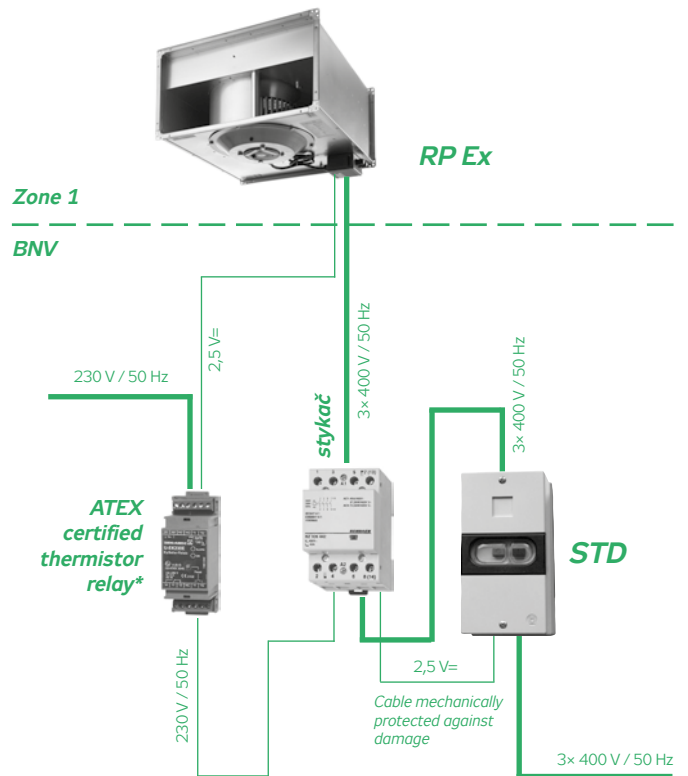 RP Ex
Zone 1
BNV
2,5 V=
3× 400 V / 50 Hz
230 V / 50 Hz
3× 400 V / 50 Hz
stykač
ATEX
certified
thermistor
relay*
STD
230 V / 50 Hz
2,5 V=
Cable mechanically
protected against
damage
3× 400 V / 50 Hz